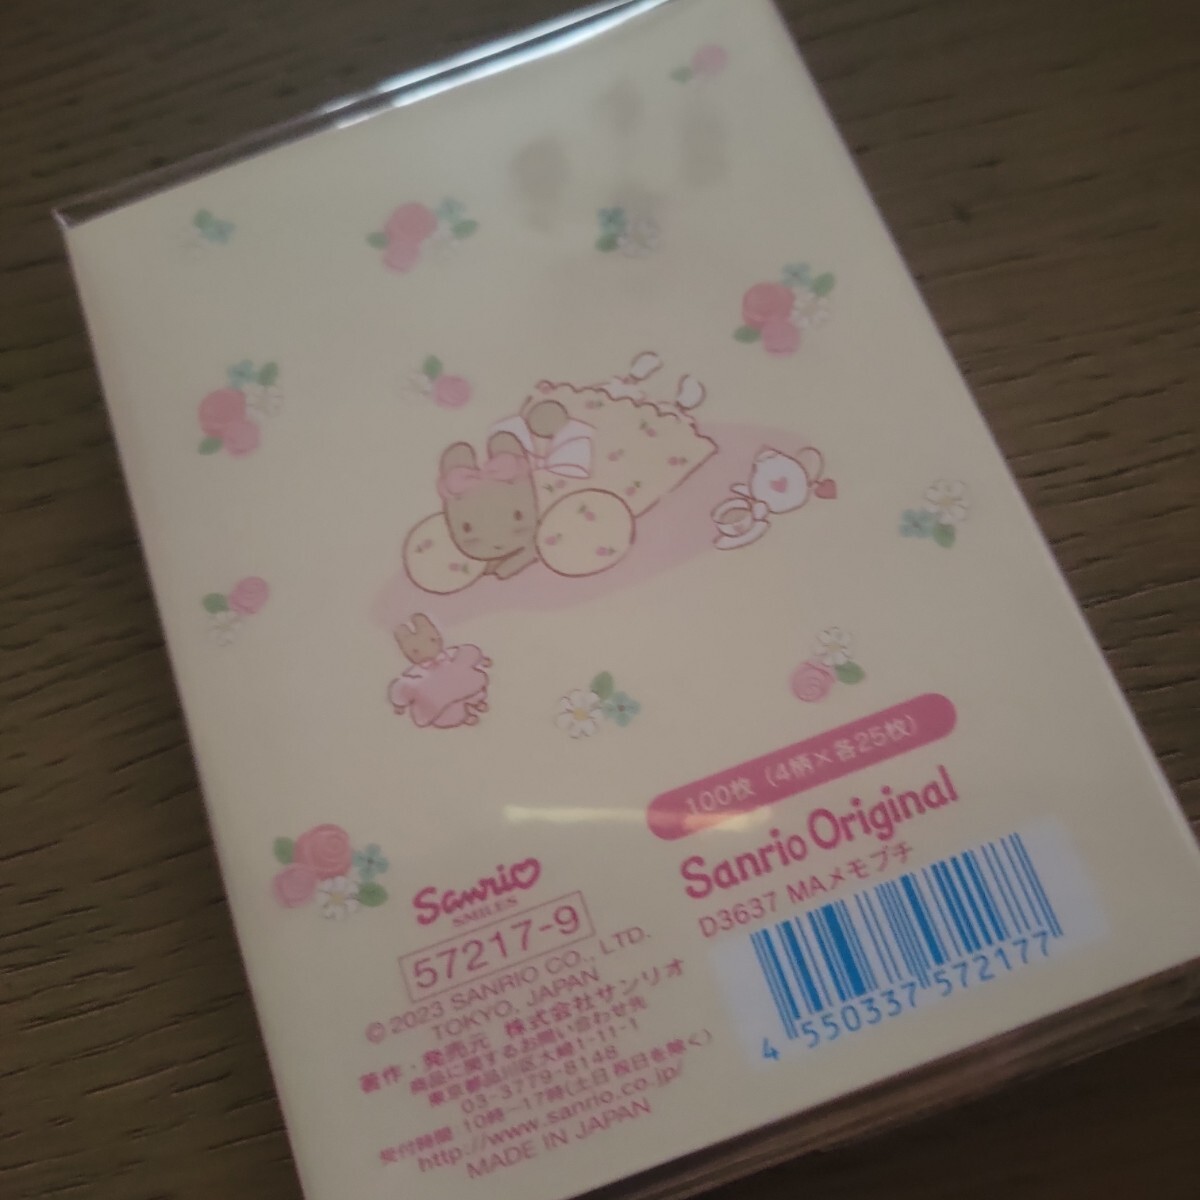 100枚（4柄×各25枚）
Sanrio Original
D3637 MAメモプチ
4 550337 572177
Sanrio
SMILES
57217-9
© 2023 SANRIO CO., LTD.
TOKYO, JAPAN
著作・発売元 株式会社サンリオ
商品に関するお問い合わせ先
東京都品川区大崎1-11-1
03-3779-8148
受付時間 10時〜17時(土日祝日を除く)
http://www.sanrio.co.jp/
MADE IN JAPAN